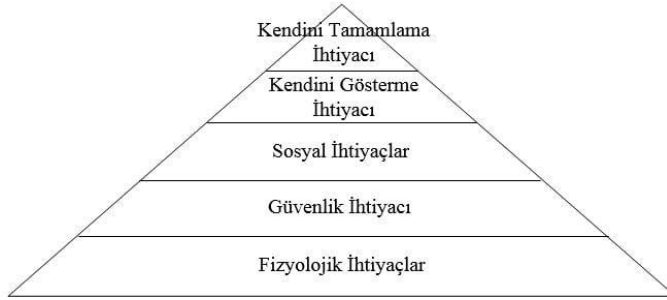 Kendini Tamamlama
İhtiyacı
Kendini Gösterme
İhtiyacı
Sosyal İhtiyaçlar
Güvenlik İhtiyacı
Fizyolojik İhtiyaçlar